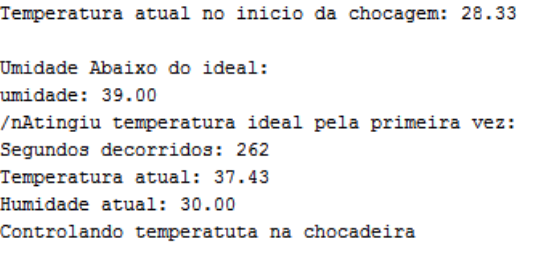 Temperatura atual no inicio da chocagem: 28.33
Umidade Abaixo do ideal:
umidade: 39.00
/nAtingiu temperatura ideal pela primeira vez:
Segundos decorridos: 262
Temperatura atual: 37.43
Humidade atual: 30.00
Controlando temperatuta na chocadeira